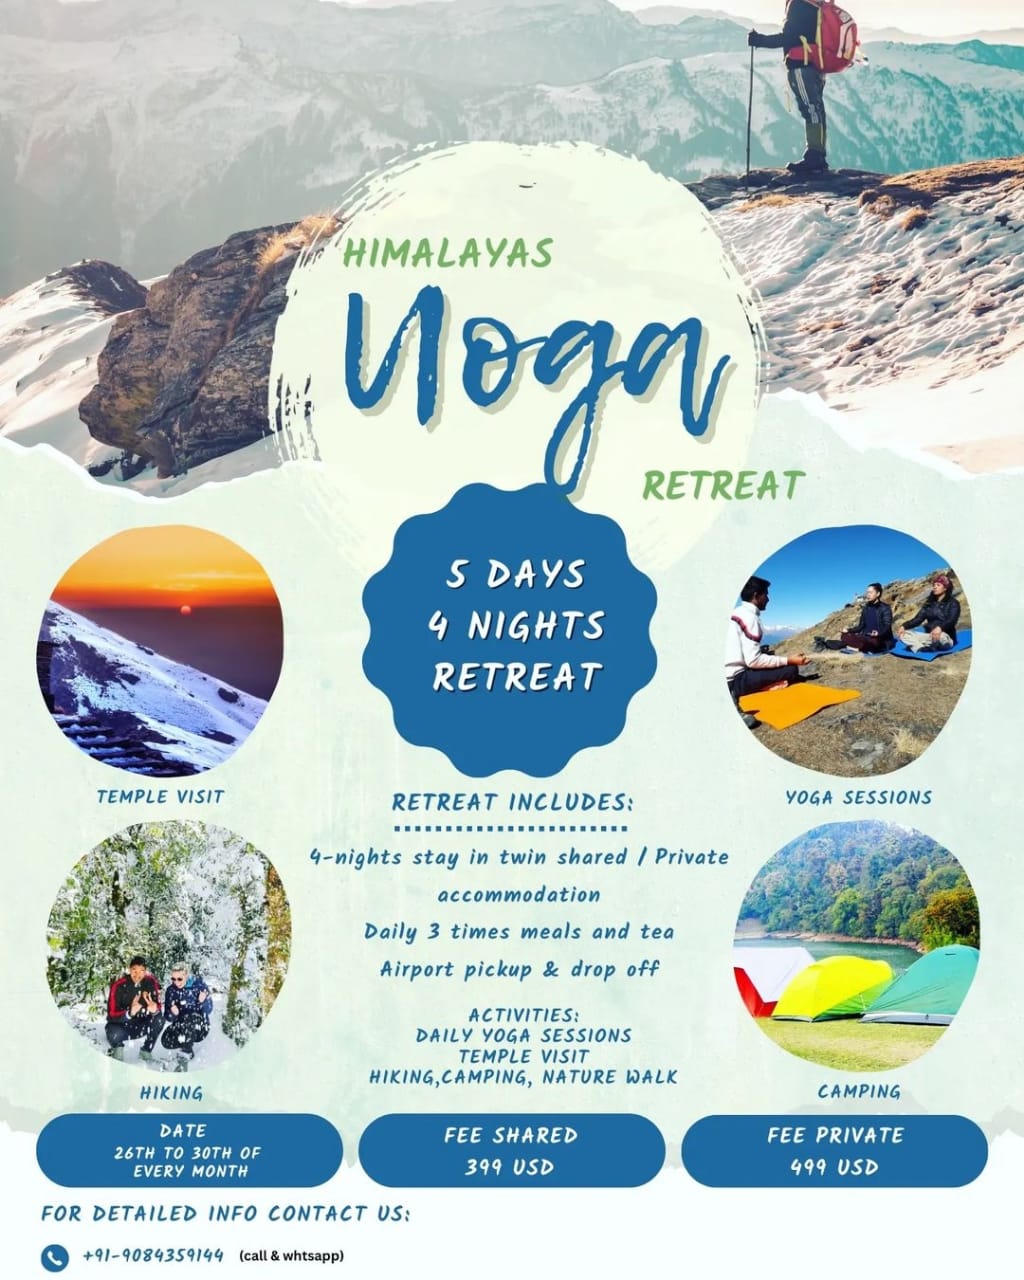 HIMALAYAS
Yoga
RETREAT
5 DAYS
4 NIGHTS
RETREAT
TEMPLE VISIT
YOGA SESSIONS
RETREAT INCLUDES:
4-nights stay in twin shared / Private
accommodation
Daily 3 times meals and tea
Airport pickup & drop off
ACTIVITIES:
DAILY YOGA SESSIONS
TEMPLE VISIT
HIKING,CAMPING, NATURE WALK
HIKING
CAMPING
DATE
26TH TO 30TH OF
EVERY MONTH
FEE SHARED
399 USD
FEE PRIVATE
499 USD
FOR DETAILED INFO CONTACT US:
+91-9084359144 (call & whtsapp)